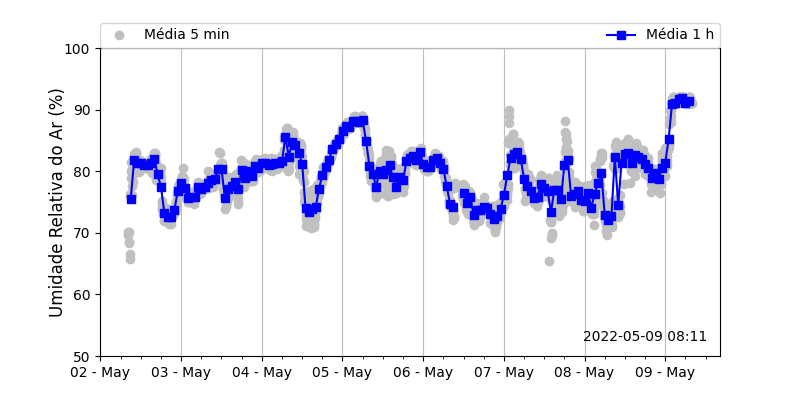 Média 5 min
Média 1 h
Umidade Relativa do Ar (%)
100
90
80
70
60
50
2022-05-09 08:11
02 - May
03 - May
04 - May
05 - May
06 - May
07 - May
08 - May
09 - May